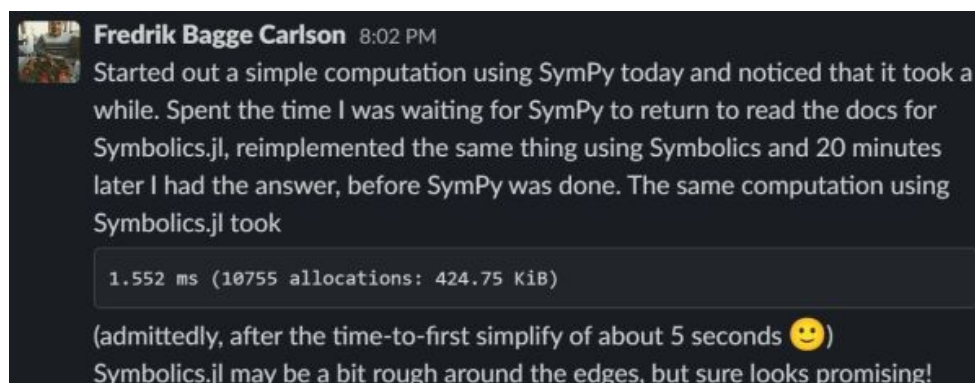 Fredrik Bagge Carlson 8:02 PM
Started out a simple computation using SymPy today and noticed that it took a
while. Spent the time I was waiting for SymPy to return to read the docs for
Symbolics.jl, reimplemented the same thing using Symbolics and 20 minutes
later I had the answer, before SymPy was done. The same computation using
Symbolics.jl took
1.552 ms (10755 allocations: 424.75 KiB)
(admittedly, after the time-to-first simplify of about 5 seconds 🙂)
Symbolics.jl may be a bit rough around the edges, but sure looks promising!